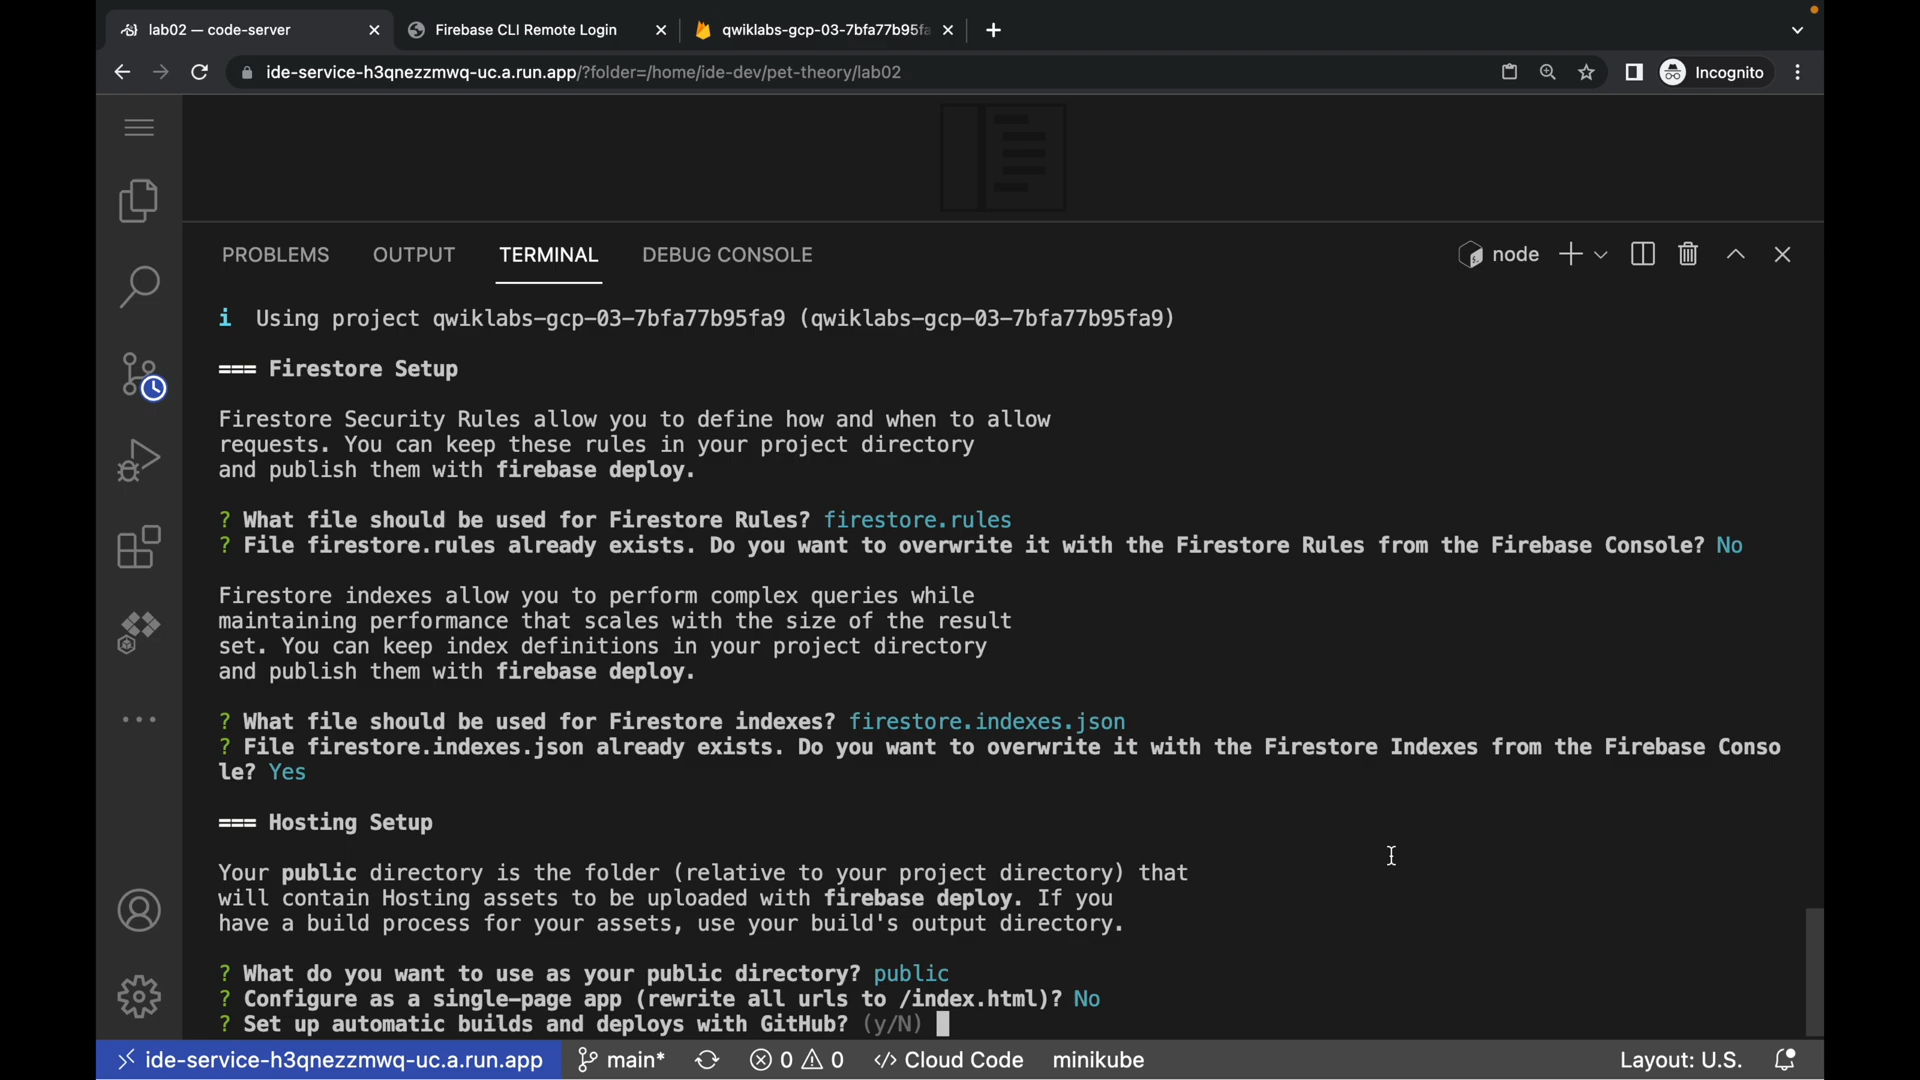 lab02 — code-server
Firebase CLI Remote Login
qwiklabs-gcp-03-7bfa77b95fa
ide-service-h3qnezzmwq-uc.a.run.app/?folder=/home/ide-dev/pet-theory/lab02
Incognito
PROBLEMS
OUTPUT
TERMINAL
DEBUG CONSOLE
node
i Using project qwiklabs-gcp-03-7bfa77b95fa9 (qwiklabs-gcp-03-7bfa77b95fa9)
=== Firestore Setup
Firestore Security Rules allow you to define how and when to allow
requests. You can keep these rules in your project directory
and publish them with firebase deploy.
? What file should be used for Firestore Rules? firestore.rules
? File firestore.rules already exists. Do you want to overwrite it with the Firestore Rules from the Firebase Console? No
Firestore indexes allow you to perform complex queries while
maintaining performance that scales with the size of the result
set. You can keep index definitions in your project directory
and publish them with firebase deploy.
? What file should be used for Firestore indexes? firestore.indexes.json
? File firestore.indexes.json already exists. Do you want to overwrite it with the Firestore Indexes from the Firebase Conso
le? Yes
=== Hosting Setup
Your public directory is the folder (relative to your project directory) that
will contain Hosting assets to be uploaded with firebase deploy. If you
have a build process for your assets, use your build's output directory.
? What do you want to use as your public directory? public
? Configure as a single-page app (rewrite all urls to /index.html)? No
? Set up automatic builds and deploys with GitHub? (y/N)
ide-service-h3qnezzmwq-uc.a.run.app
main*
0
0
Cloud Code
minikube
Layout: U.S.